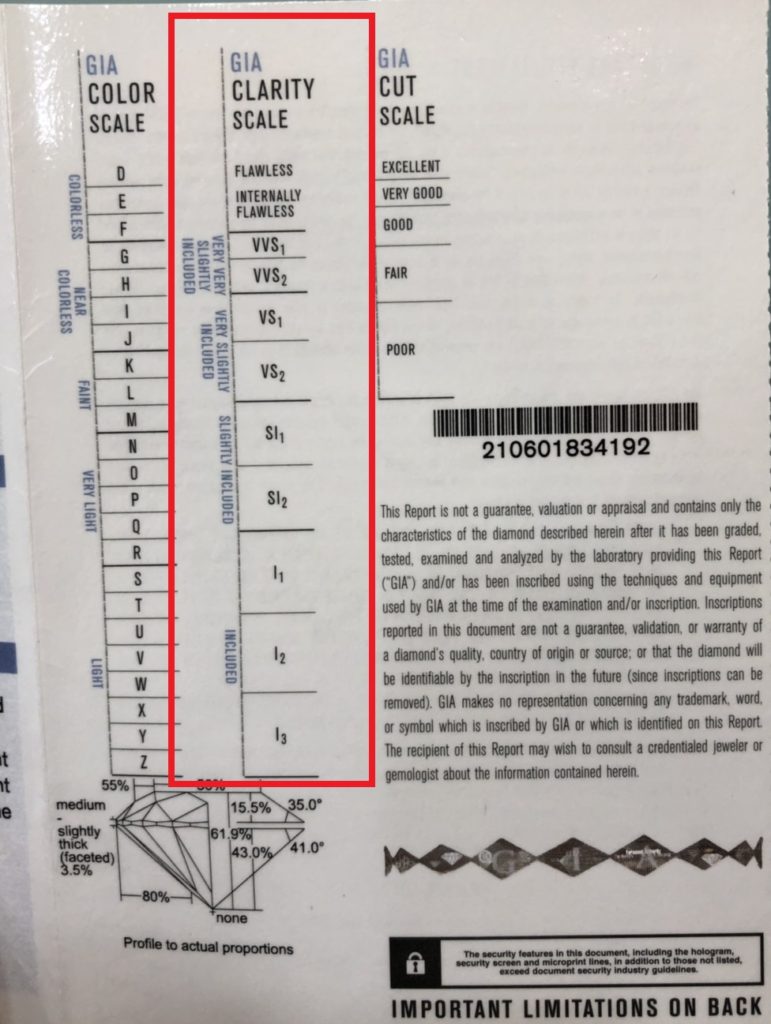 GIA
COLOR
SCALE
D
E
F
G
H
I
J
K
L
M
N
O
P
Q
R
S
T
U
V
W
X
Y
Z
COLORLESS
NEAR
COLORLESS
FAINT
VERY LIGHT
LIGHT
GIA
CLARITY
SCALE
FLAWLESS
INTERNALLY
FLAWLESS
VVS1
VVS2
VS1
VS2
SI1
SI2
I1
I2
I3
VERY VERY
SLIGHTLY
INCLUDED
VERY SLIGHTLY
INCLUDED
SLIGHTLY INCLUDED
INCLUDED
GIA
CUT
SCALE
EXCELLENT
VERY GOOD
GOOD
FAIR
POOR
210601834192
This Report is not a guarantee, valuation or appraisal and contains only the
characteristics of the diamond described herein after it has been graded,
tested, examined and analyzed by the laboratory providing this Report
("GIA") and/or has been inscribed using the techniques and equipment
used by GIA at the time of the examination and/or inscription. Inscriptions
reported in this document are not a guarantee, validation, or warranty of
a diamond's quality, country of origin or source; or that the diamond will
be identifiable by the inscription in the future (since inscriptions can be
removed). GIA makes no representation concerning any trademark, word,
or symbol which is inscribed by GIA or which is identified on this Report.
The recipient of this Report may wish to consult a credentialed jeweler or
gemologist about the information contained herein.
55%
medium
-
slightly
thick
(faceted)
3.5%
15.5%
35.0°
61.9%
43.0%
41.0°
80%
none
Profile to actual proportions
GIA
The security features in this document, including the hologram,
security screen and microprint lines, in addition to those not listed,
exceed document security industry guidelines.
IMPORTANT LIMITATIONS ON BACK